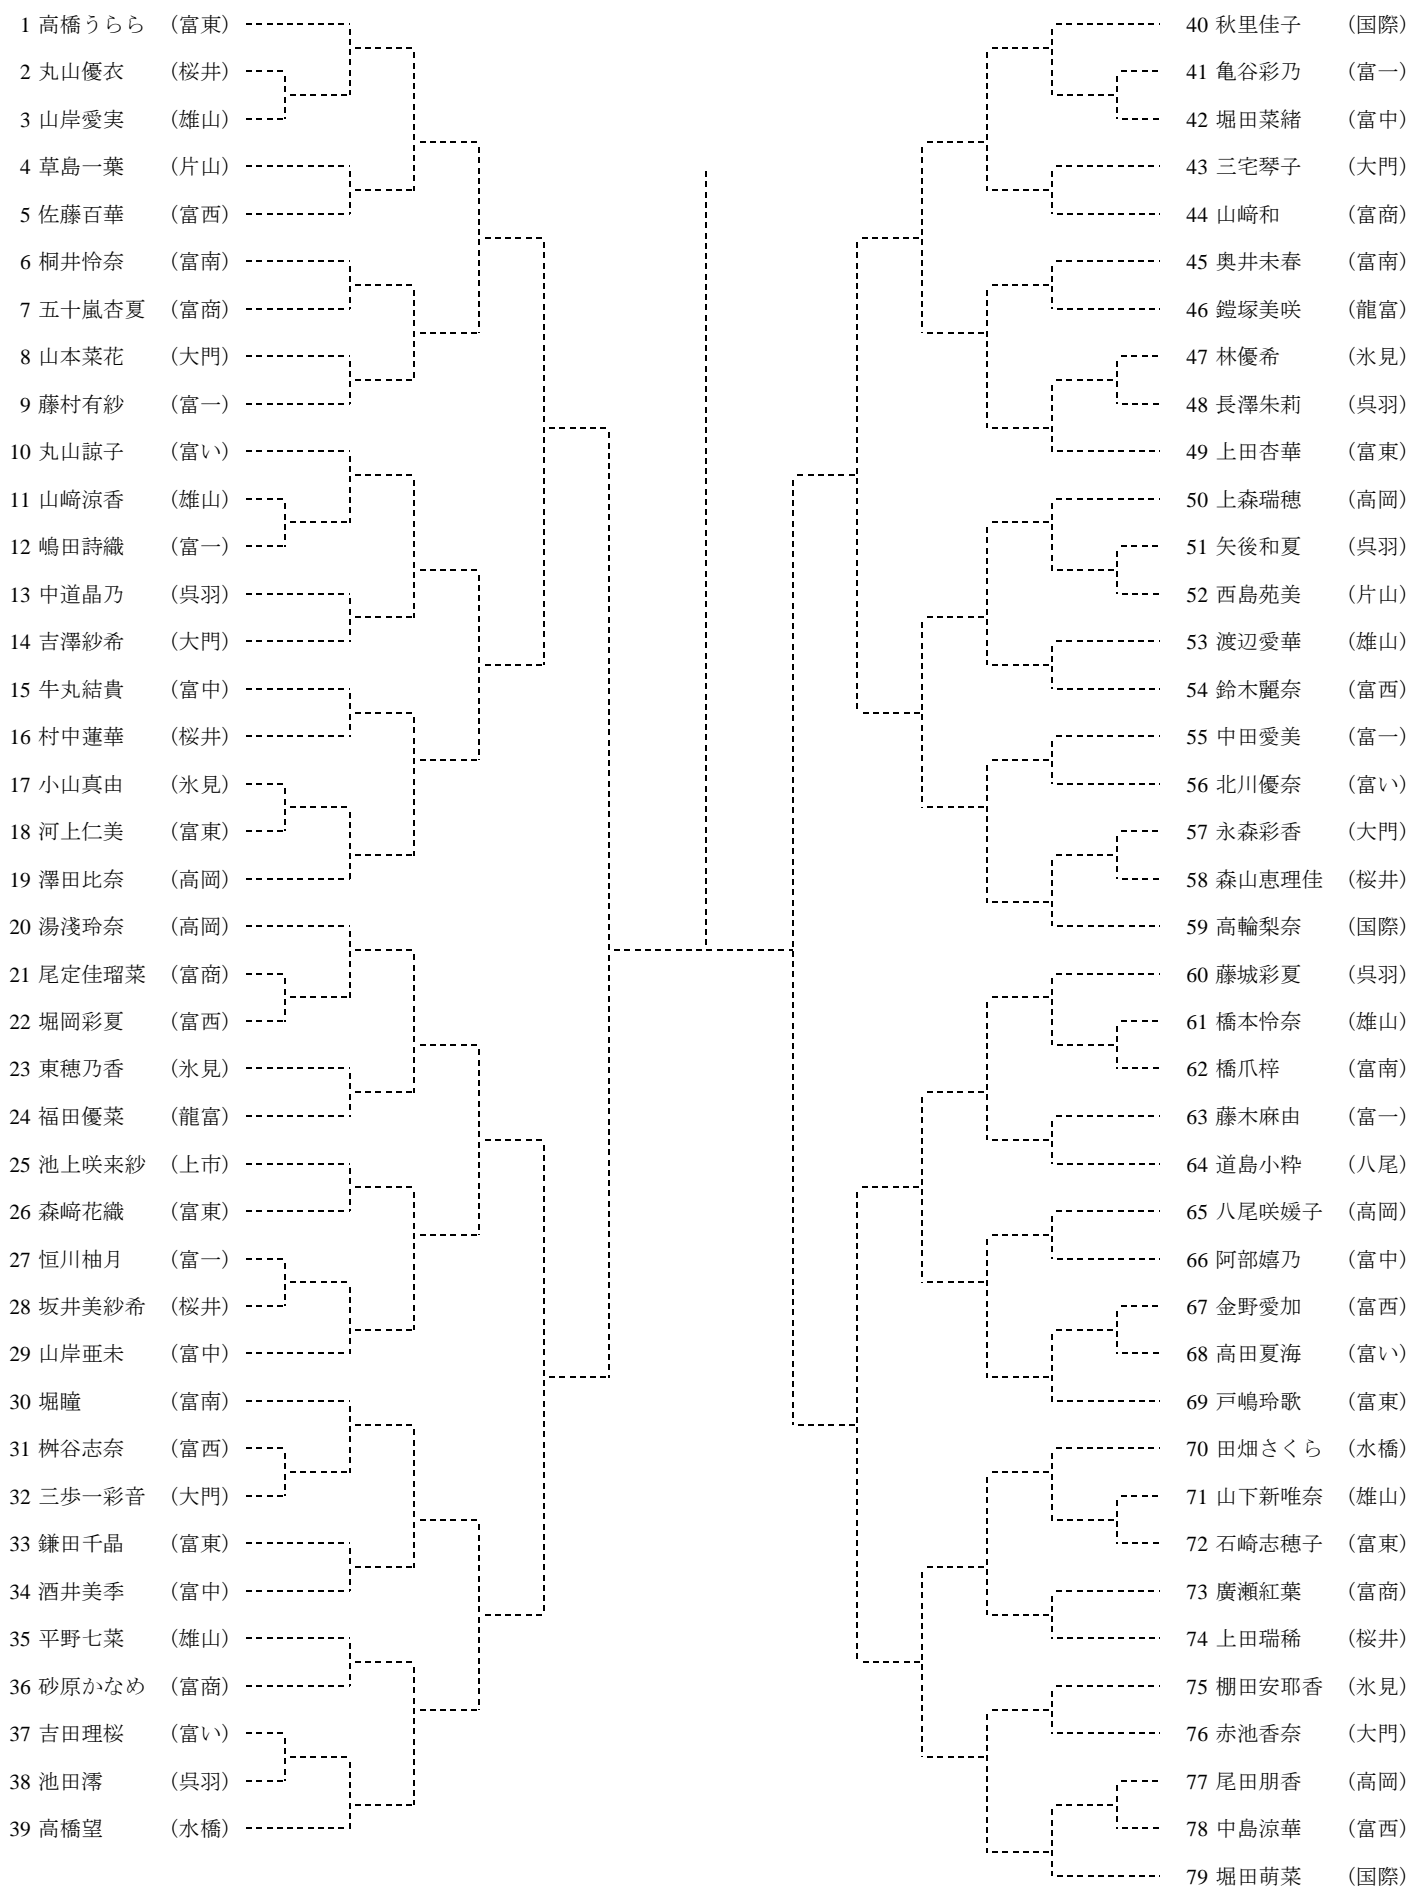 1 高橋うらら （富東）
2 丸山優衣 （桜井）
3 山岸愛実 （雄山）
4 草島一葉 （片山）
5 佐藤百華 （富西）
6 桐井怜奈 （富南）
7 五十嵐杏夏 （富商）
8 山本菜花 （大門）
9 藤村有紗 （富一）
10 丸山諒子 （富い）
11 山﨑涼香 （雄山）
12 嶋田詩織 （富一）
13 中道晶乃 （呉羽）
14 吉澤紗希 （大門）
15 牛丸結貴 （富中）
16 村中蓮華 （桜井）
17 小山真由 （氷見）
18 河上仁美 （富東）
19 澤田比奈 （高岡）
20 湯淺玲奈 （高岡）
21 尾定佳瑠菜 （富商）
22 堀岡彩夏 （富西）
23 東穂乃香 （氷見）
24 福田優菜 （龍富）
25 池上咲来紗 （上市）
26 森﨑花織 （富東）
27 恒川柚月 （富一）
28 坂井美紗希 （桜井）
29 山岸亜未 （富中）
30 堀瞳 （富南）
31 桝谷志奈 （富西）
32 三歩一彩音 （大門）
33 鎌田千晶 （富東）
34 酒井美季 （富中）
35 平野七菜 （雄山）
36 砂原かなめ （富商）
37 吉田理桜 （富い）
38 池田澪 （呉羽）
39 高橋望 （水橋）
40 秋里佳子 （国際）
41 亀谷彩乃 （富一）
42 堀田菜緒 （富中）
43 三宅琴子 （大門）
44 山﨑和 （富商）
45 奥井未春 （富南）
46 鎧塚美咲 （龍富）
47 林優希 （氷見）
48 長澤朱莉 （呉羽）
49 上田杏華 （富東）
50 上森瑞穂 （高岡）
51 矢後和夏 （呉羽）
52 西島苑美 （片山）
53 渡辺愛華 （雄山）
54 鈴木麗奈 （富西）
55 中田愛美 （富一）
56 北川優奈 （富い）
57 永森彩香 （大門）
58 森山恵理佳 （桜井）
59 高輪梨奈 （国際）
60 藤城彩夏 （呉羽）
61 橋本怜奈 （雄山）
62 橋爪梓 （富南）
63 藤木麻由 （富一）
64 道島小粋 （八尾）
65 八尾咲媛子 （高岡）
66 阿部嬉乃 （富中）
67 金野愛加 （富西）
68 高田夏海 （富い）
69 戸嶋玲歌 （富東）
70 田畑さくら （水橋）
71 山下新唯奈 （雄山）
72 石崎志穂子 （富東）
73 廣瀬紅葉 （富商）
74 上田瑞稀 （桜井）
75 棚田安耶香 （氷見）
76 赤池香奈 （大門）
77 尾田朋香 （高岡）
78 中島涼華 （富西）
79 堀田萌菜 （国際）